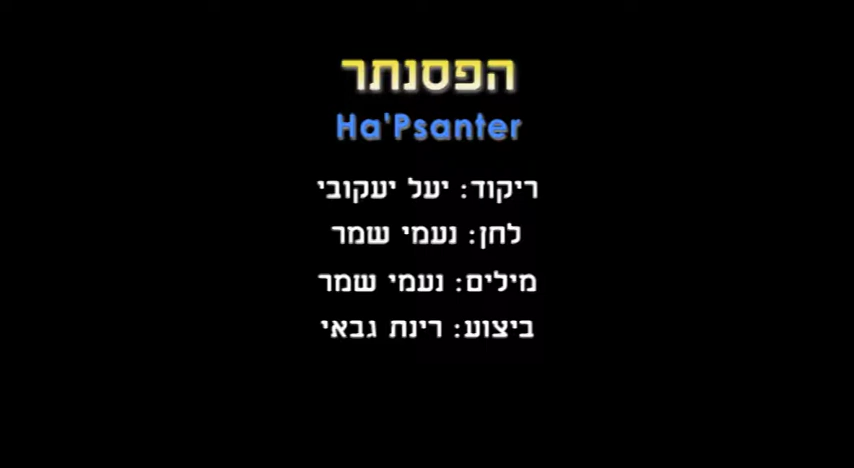 הפסנתר
Ha'Psanter
ריקוד: יעל יעקובי
לחן: נעמי שמר
מילים: נעמי שמר
ביצוע: רינת גבאי